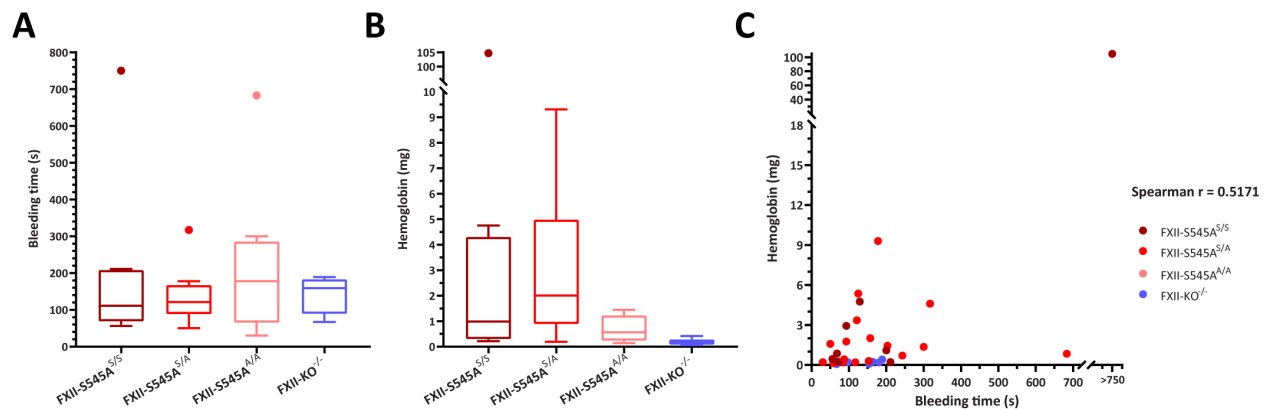 A
Bleeding time (s)
800
700
600
500
400
300
200
100
0
FXII-S545A^S/S
FXII-S545A^S/A
FXII-S545A^A/A
FXII-KO^-/-
B
Hemoglobin (mg)
105
100
10
9
8
7
6
5
4
3
2
1
0
FXII-S545A^S/S
FXII-S545A^S/A
FXII-S545A^A/A
FXII-KO^-/-
C
Hemoglobin (mg)
100
80
60
40
18
15
12
9
6
3
0
0 100 200 300 400 500 600 700 >750
Bleeding time (s)
Spearman r = 0.5171
FXII-S545A^S/S
FXII-S545A^S/A
FXII-S545A^A/A
FXII-KO^-/-